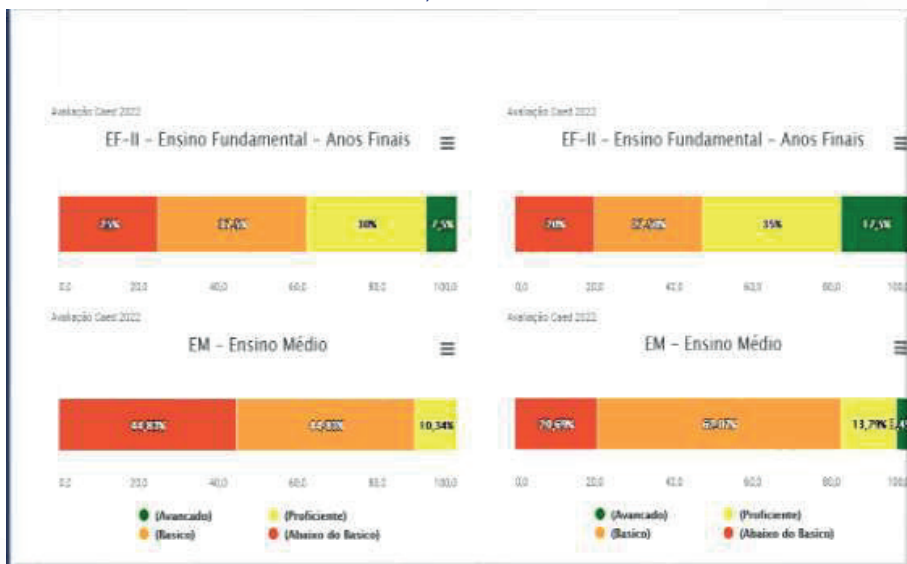 Avaliação Caed 2022
EF-II - Ensino Fundamental - Anos Finais
25% 37,5% 30% 7,5%
0,0 20,0 40,0 60,0 80,0 100,0
Avaliação Caed 2022
EM - Ensino Médio
44,83% 44,83% 10,34%
0,0 20,0 40,0 60,0 80,0 100,0
(Avancado) (Proficiente)
(Basico) (Abaixo do Basico)
Avaliação Caed 2022
EF-II - Ensino Fundamental - Anos Finais
20% 35% 17,5%
0,0 20,0 40,0 60,0 80,0 100,
Avaliação Caed 2022
EM - Ensino Médio
20,69% 13,79%
0,0 20,0 40,0 60,0 80,0 100,
(Avancado) (Proficiente)
(Basico) (Abaixo do Basico)